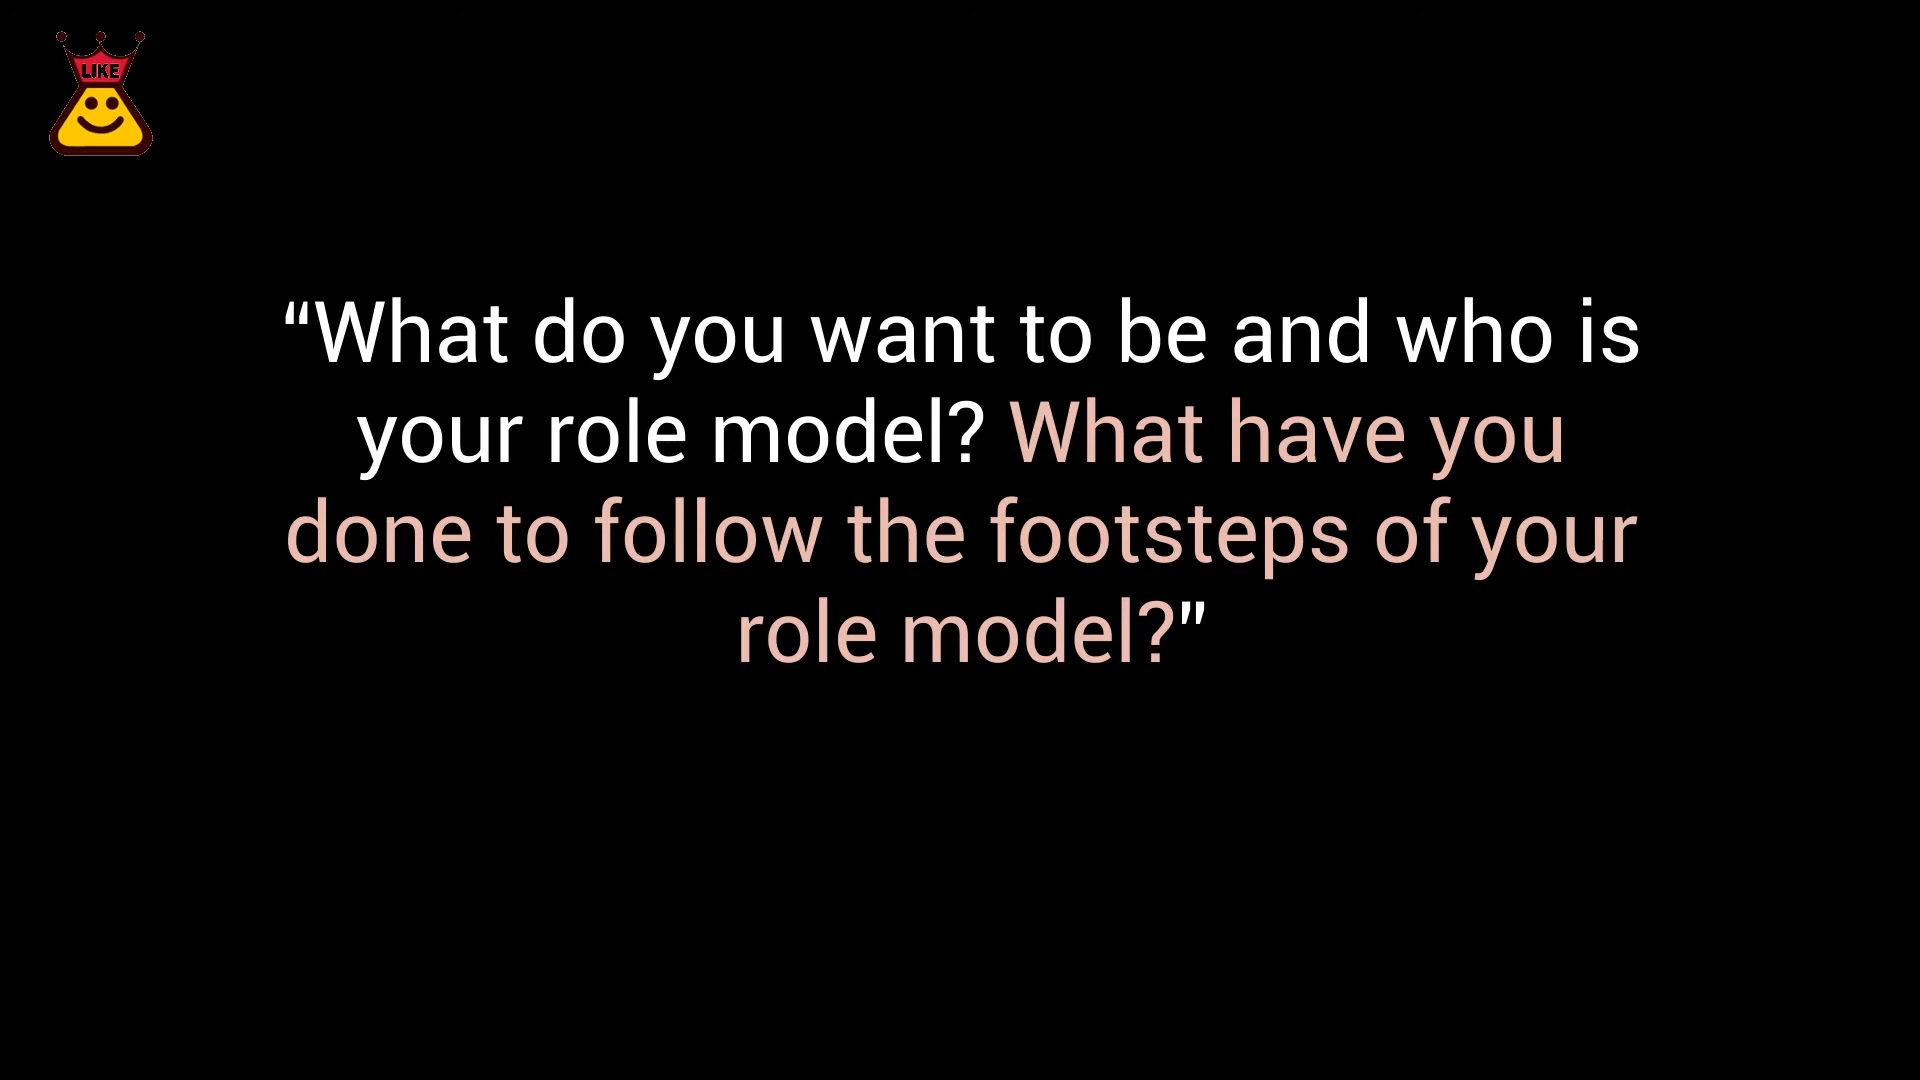 LIKE
“What do you want to be and who is
your role model? What have you
done to follow the footsteps of your
role model?”